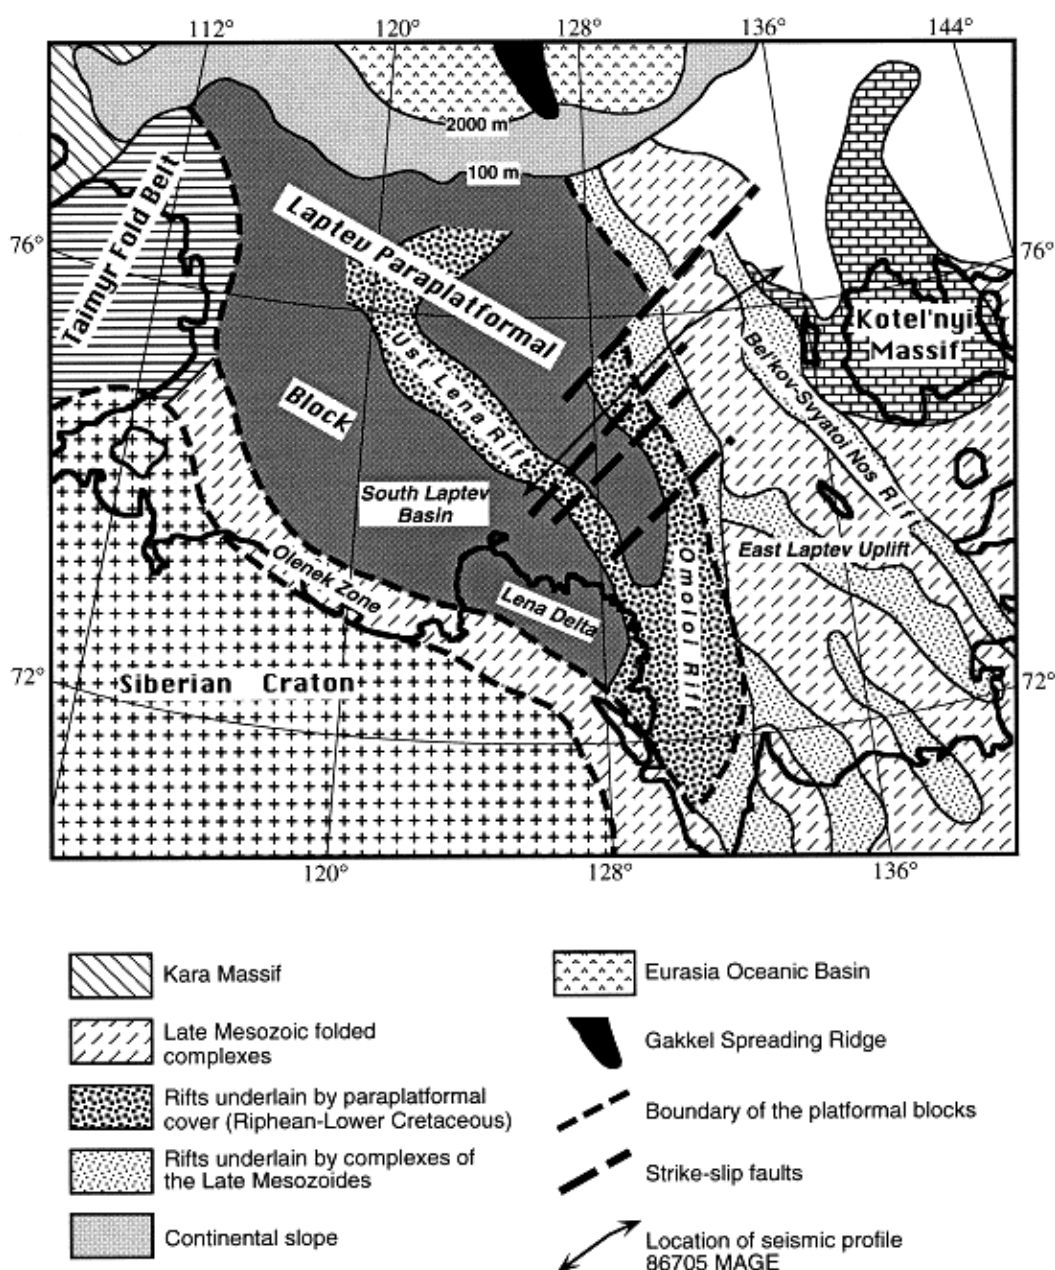 112°
120°
128°
136°
144°
2000 m
100 m
Taimyr Fold Belt
76°
76°
Laptev Paraplatformal
Block
Kotel'nyi
Massif
Ust Lena Rift
Bel'kov-Svyatoi Nos Rift
South Laptev
Basin
East Laptev Uplift
Olenek Zone
Lena Delta
Omoloi Rift
72°
Siberian Craton
72°
120°
128°
136°
Kara Massif
Late Mesozoic folded
complexes
Rifts underlain by paraplatformal
cover (Riphean-Lower Cretaceous)
Rifts underlain by complexes of
the Late Mesozoides
Continental slope
Eurasia Oceanic Basin
Gakkel Spreading Ridge
Boundary of the platformal blocks
Strike-slip faults
Location of seismic profile
86705 MAGE